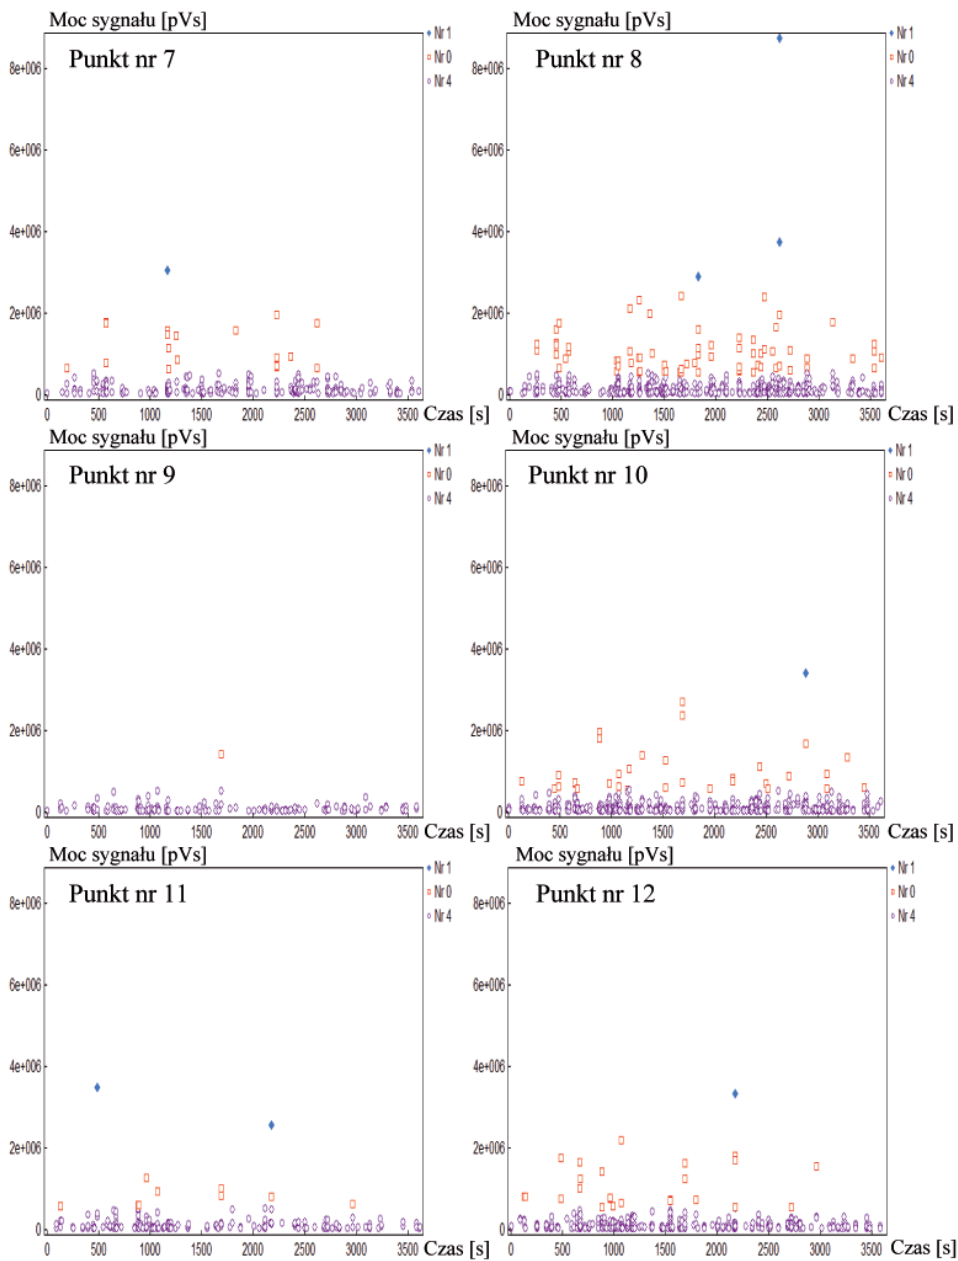 Moc sygnału [pVs]
Punkt nr 7
Nr 1
Nr 0
Nr 4
8e+006
6e+006
4e+006
2e+006
0
0 500 1000 1500 2000 2500 3000 3500 Czas [s]
Moc sygnału [pVs]
Punkt nr 8
Nr 1
Nr 0
Nr 4
8e+006
6e+006
4e+006
2e+006
0
0 500 1000 1500 2000 2500 3000 3500 Czas [s]
Moc sygnału [pVs]
Punkt nr 9
Nr 1
Nr 0
Nr 4
8e+006
6e+006
4e+006
2e+006
0
0 500 1000 1500 2000 2500 3000 3500 Czas [s]
Moc sygnału [pVs]
Punkt nr 10
Nr 1
Nr 0
Nr 4
8e+006
6e+006
4e+006
2e+006
0
0 500 1000 1500 2000 2500 3000 3500 Czas [s]
Moc sygnału [pVs]
Punkt nr 11
Nr 1
Nr 0
Nr 4
8e+006
6e+006
4e+006
2e+006
0
0 500 1000 1500 2000 2500 3000 3500 Czas [s]
Moc sygnału [pVs]
Punkt nr 12
Nr 1
Nr 0
Nr 4
8e+006
6e+006
4e+006
2e+006
0
0 500 1000 1500 2000 2500 3000 3500 Czas [s]